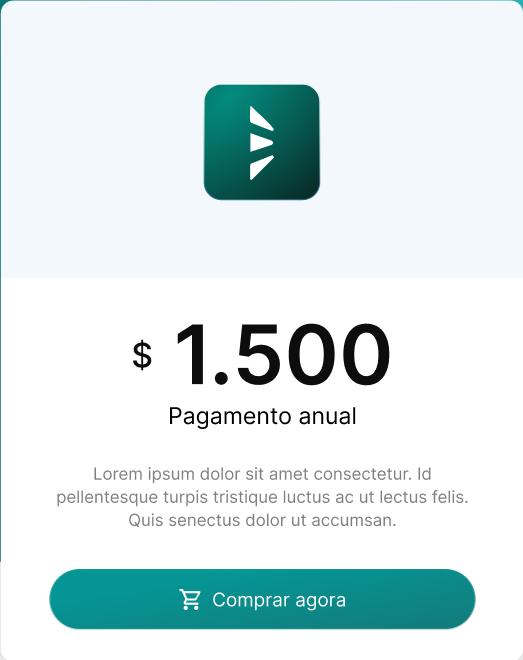 $ 1.500
Pagamento anual
Lorem ipsum dolor sit amet consectetur. Id
pellentesque turpis tristique luctus ac ut lectus felis.
Quis senectus dolor ut accumsan.
Comprar agora